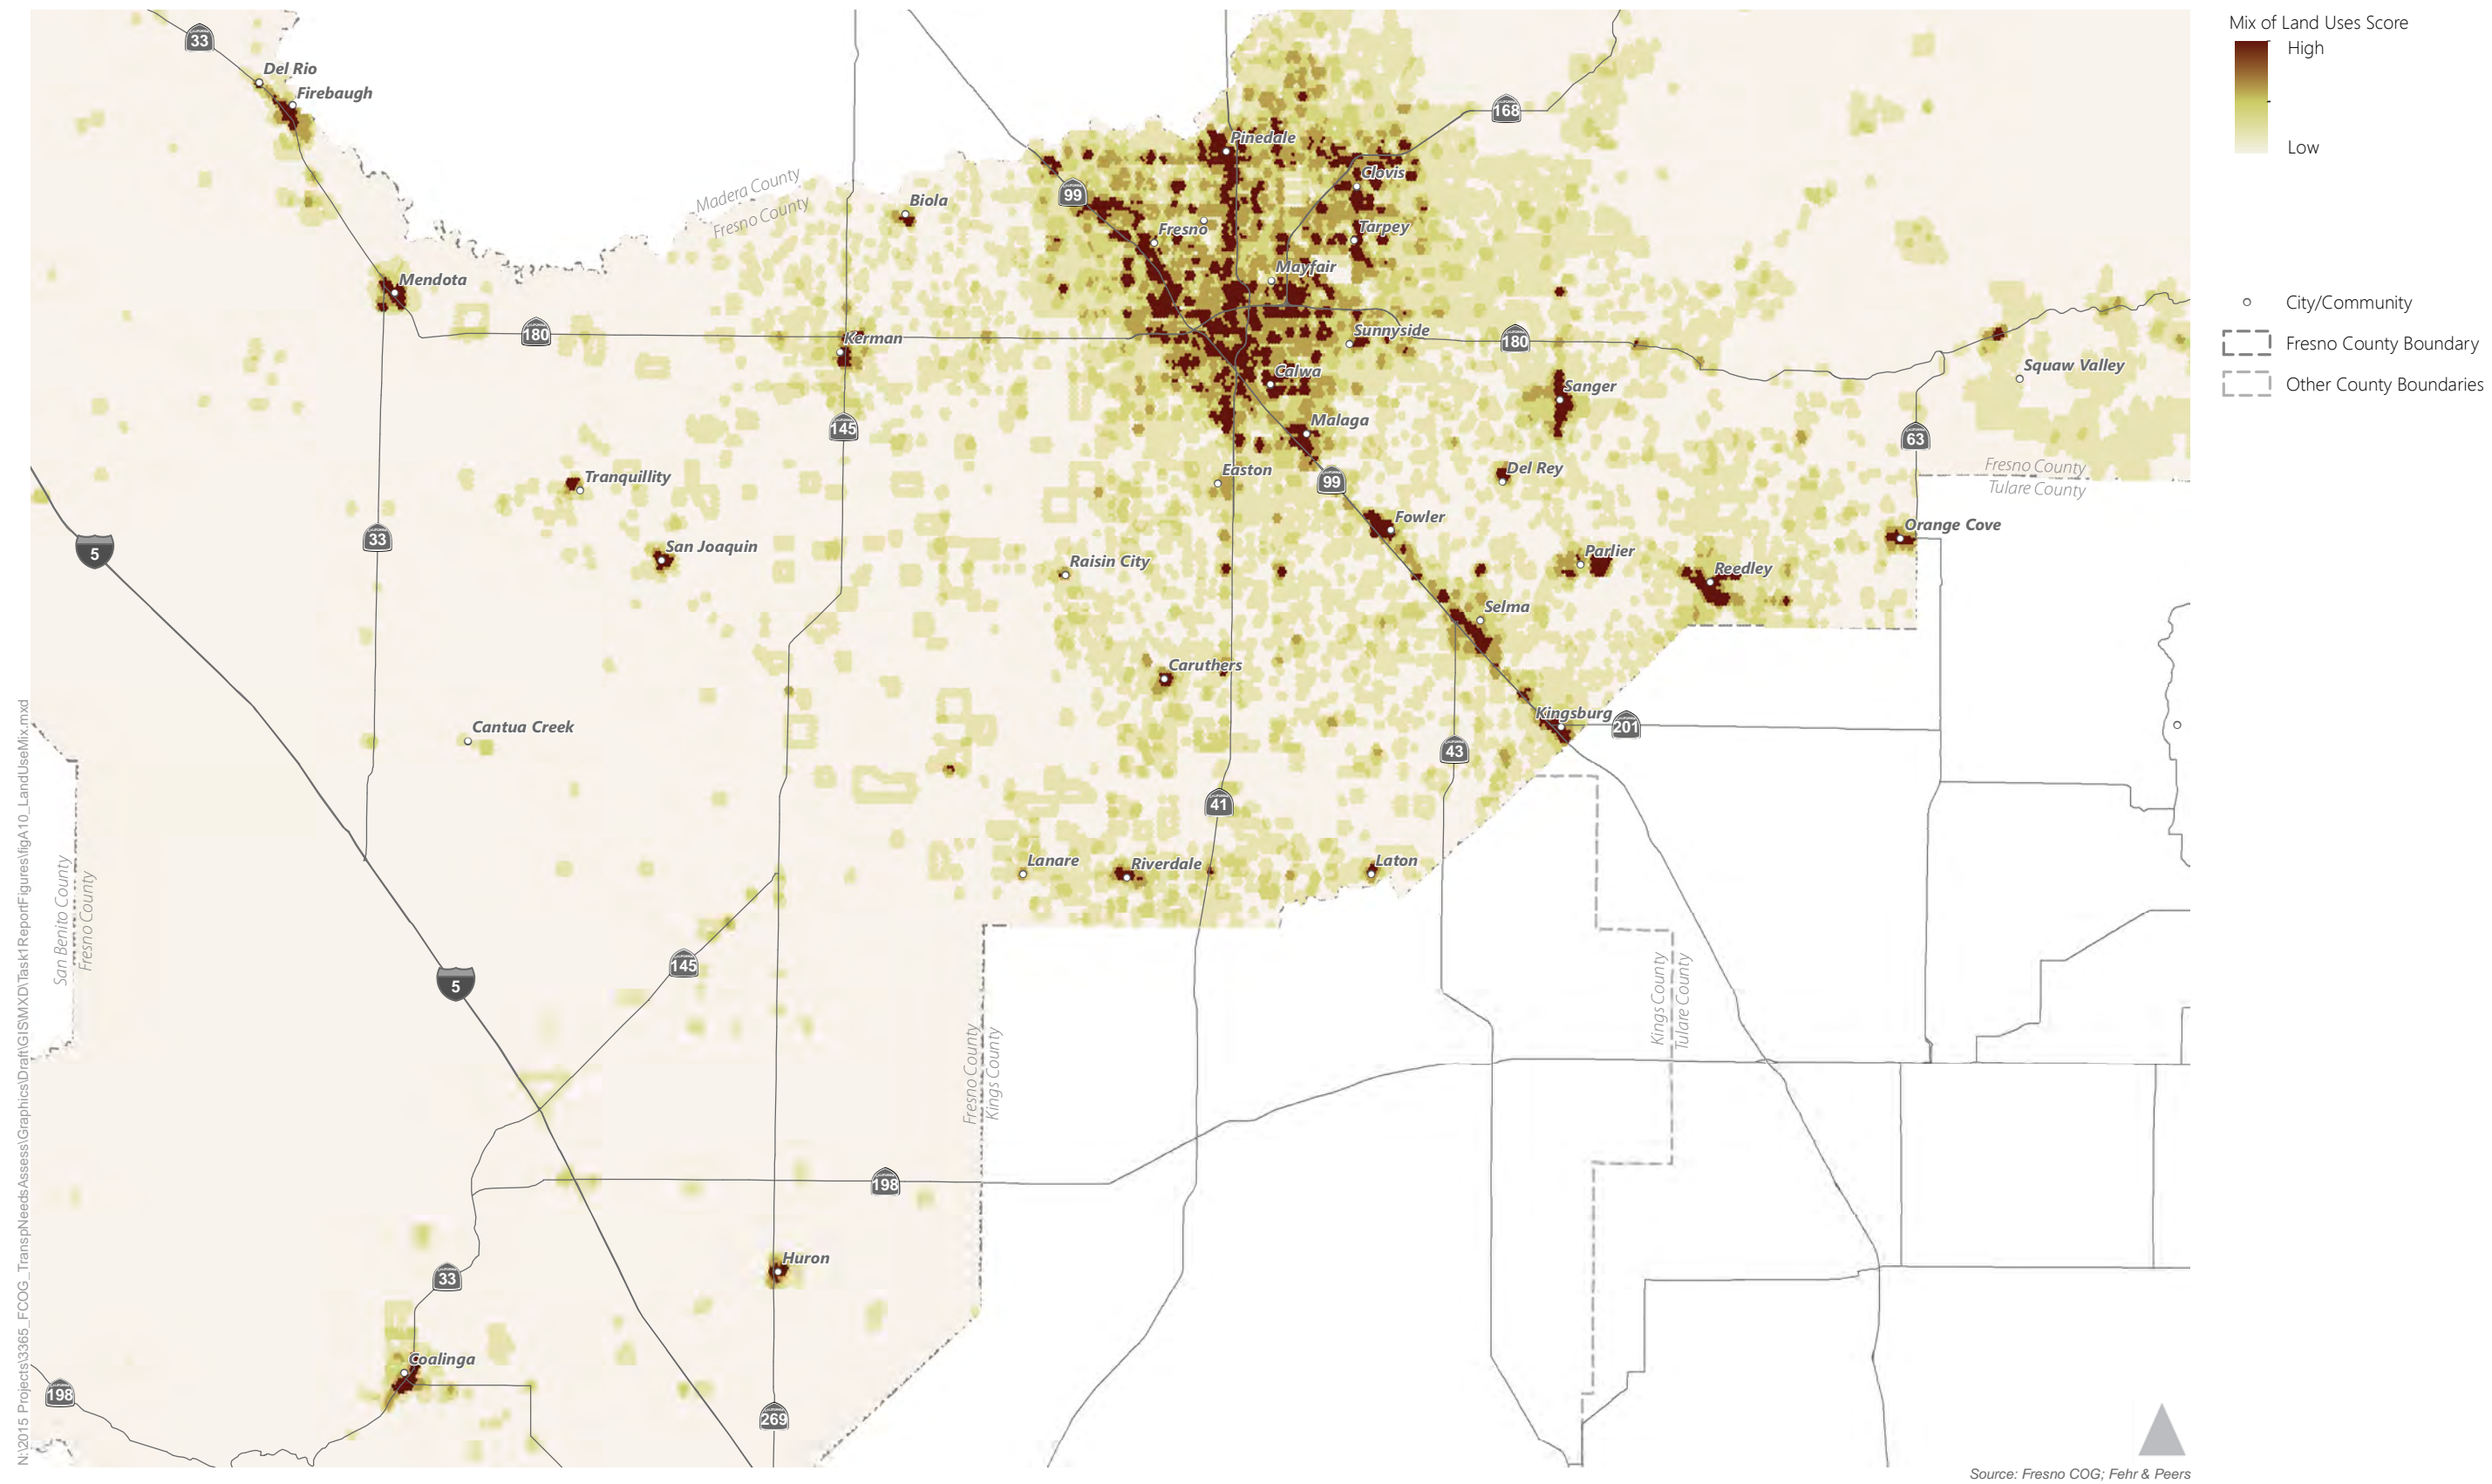 Mix of Land Uses Score
High
Low
City/Community
Fresno County Boundary
Other County Boundaries
33
Del Rio
Firebaugh
168
Pinedale
Clovis
99
Madera County
Fresno County
Biola
Fresno
Tarpey
Mayfair
Mendota
180
Kerman
Sunnyside
180
Squaw Valley
Calwa
Sanger
145
Malaga
63
Easton
Del Rey
Fresno County
Tulare County
Tranquillity
99
Fowler
Orange Cove
33
5
San Joaquin
Raisin City
Parlier
Reedley
Selma
Caruthers
Kingsburg
201
Cantua Creek
43
41
Lanare
Riverdale
Laton
San Benito County
Fresno County
145
5
Kings County
Tulare County
Fresno County
Kings County
198
Huron
33
Coalinga
198
269
N:\2015 Projects\3365_FCOG_TranspNeedsAssess\Graphics\Draft\GIS\MXD\Task1ReportFigures\figA10_LandUseMix.mxd
Source: Fresno COG; Fehr & Peers